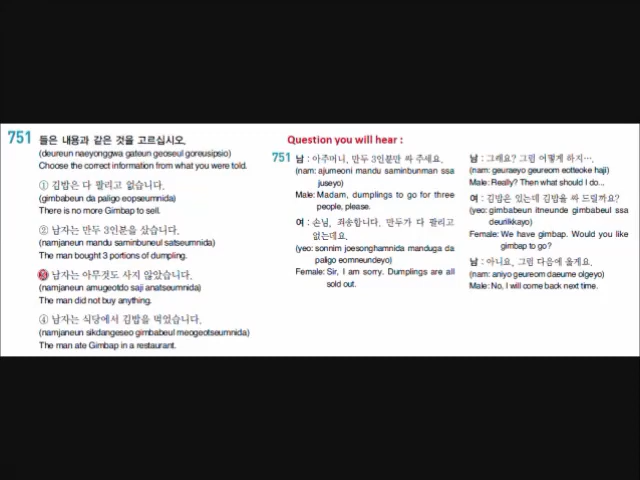 751 들은 내용과 같은 것을 고르십시오.
(deureun naeyonggwa gateun geoseul goreusipsio)
Choose the correct information from what you were told.
① 김밥은 다 팔리고 없습니다.
(gimbabeun da paligo eopseumnida)
There is no more Gimbap to sell.
② 남자는 만두 3인분을 샀습니다.
(namjaneun mandu saminbuneul satseumnida)
The man bought 3 portions of dumpling.
③ 남자는 아무것도 사지 않았습니다.
(namjaneun amugeotdo saji anatseumnida)
The man did not buy anything.
④ 남자는 식당에서 김밥을 먹었습니다.
(namjaneun sikdangeseo gimbabeul meogeotseumnida)
The man ate Gimbap in a restaurant.
Question you will hear :
751 남 : 아주머니, 만두 3인분만 싸 주세요.
(nam: ajumeoni mandu saminbunman ssa
juseyo)
Male: Madam, dumplings to go for three
people, please.
여 : 손님, 죄송합니다. 만두가 다 팔리고
없는데요.
(yeo: sonnim joesonghamnida manduga da
paligo eomneundeyo)
Female: Sir, I am sorry. Dumplings are all
sold out.
남 : 그래요? 그럼 어떻게 하지….
(nam: geuraeyo geureom eotteoke haji)
Male: Really? Then what should I do...
여 : 김밥은 있는데 김밥을 싸 드릴까요?
(yeo: gimbabeun itneunde gimbabeul ssa
deurilkkayo)
Female: We have gimbap. Would you like
gimbap to go?
남 : 아니요, 그럼 다음에 올게요.
(nam: aniyo geureom daeume olgeyo)
Male: No, I will come back next time.